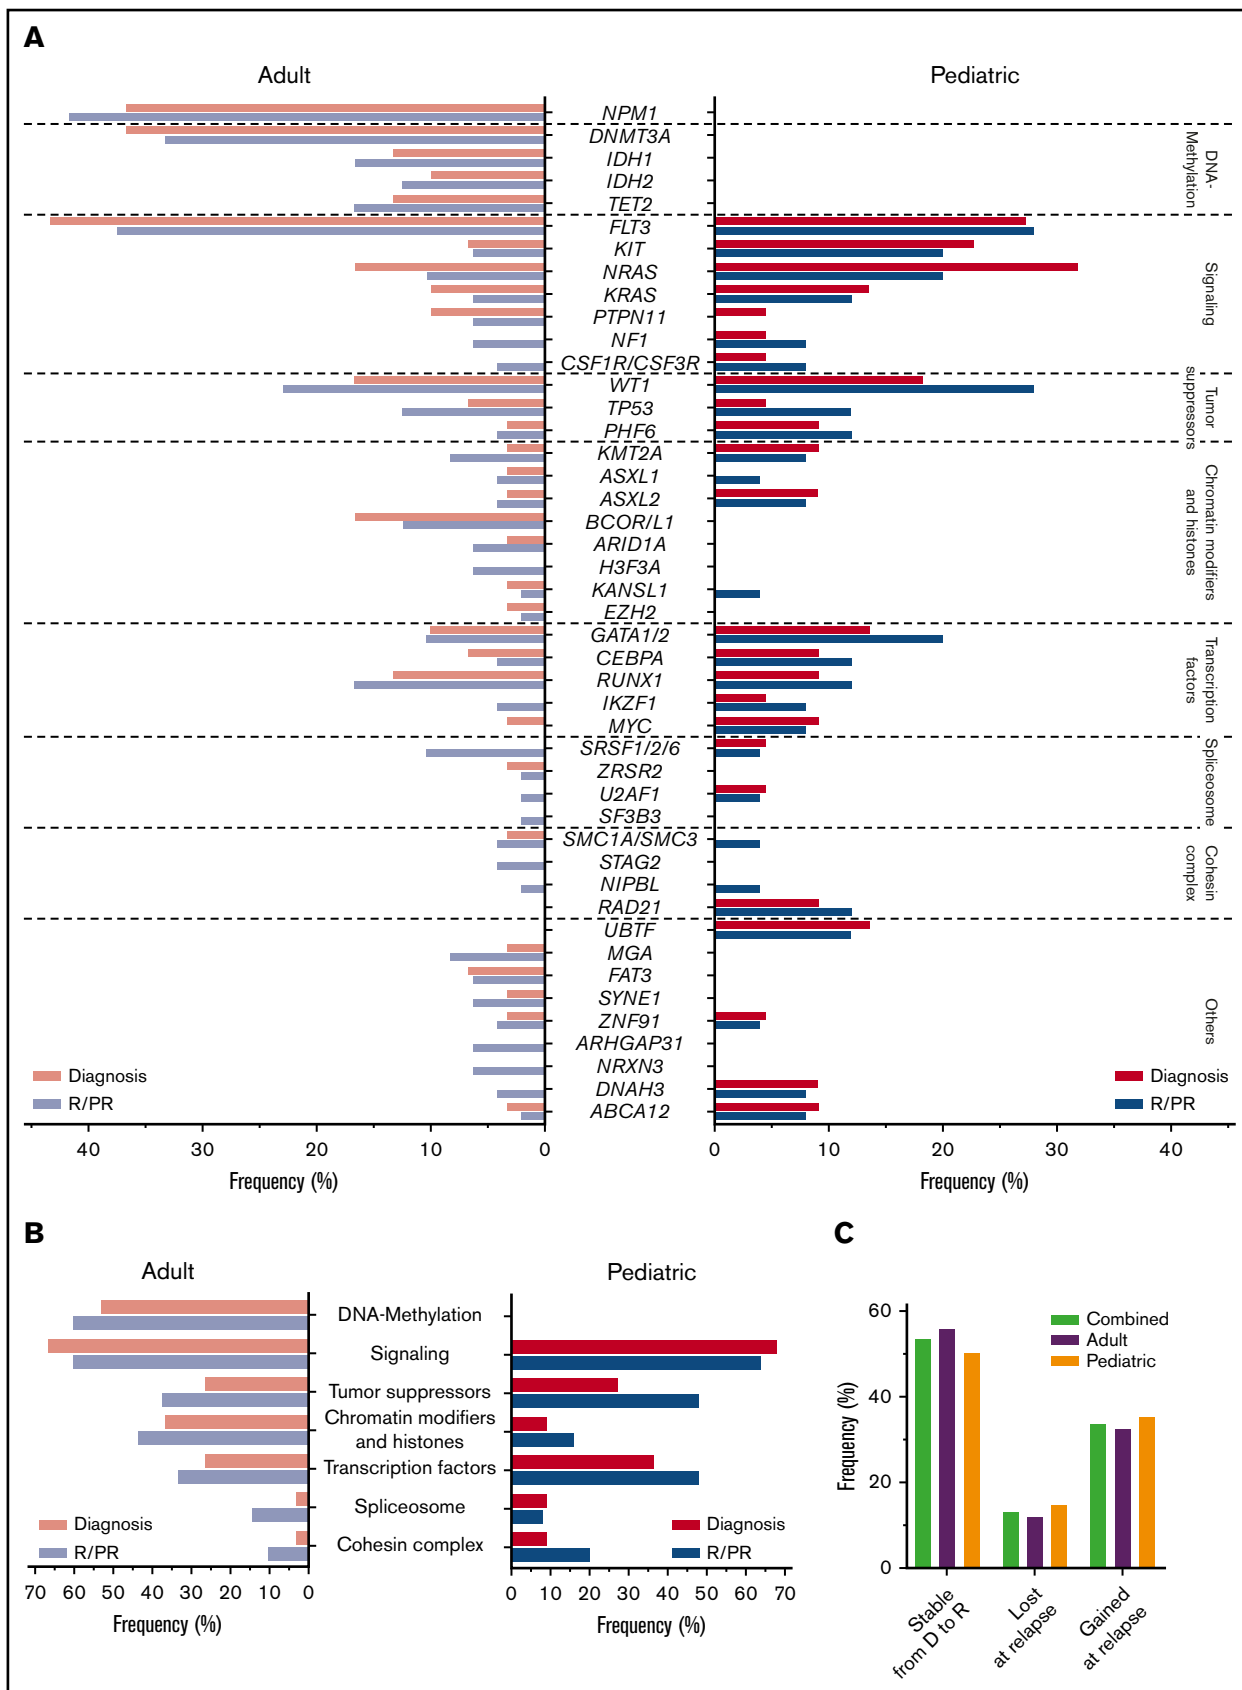 A
Adult
Pediatric
NPM1
DNMT3A
IDH1
IDH2
TET2
DNA-
Methylation
FLT3
KIT
NRAS
KRAS
PTPN11
NF1
CSF1R/CSF3R
Signaling
WT1
TP53
PHF6
Tumor
suppressors
KMT2A
ASXL1
ASXL2
BCOR/L1
ARID1A
H3F3A
KANSL1
EZH2
Chromatin modifiers
and histones
GATA1/2
CEBPA
RUNX1
IKZF1
MYC
Transcription
factors
SRSF1/2/6
ZRSR2
U2AF1
SF3B3
Spliceosome
SMC1A/SMC3
STAG2
NIPBL
RAD21
Cohesin
complex
UBTF
MGA
FAT3
SYNE1
ZNF91
ARHGAP31
NRXN3
DNAH3
ABCA12
Others
Diagnosis
R/PR
Diagnosis
R/PR
40 30 20 10 0
0 10 20 30 40
Frequency (%)
Frequency (%)
B
Adult
Pediatric
DNA-Methylation
Signaling
Tumor suppressors
Chromatin modifiers
and histones
Transcription factors
Spliceosome
Cohesin complex
Diagnosis
R/PR
Diagnosis
R/PR
70 60 50 40 30 20 10 0
0 10 20 30 40 50 60 70
Frequency (%)
Frequency (%)
C
Combined
Adult
Pediatric
60
40
20
0
Frequency (%)
Stable
from D to R
Lost
at relapse
Gained
at relapse